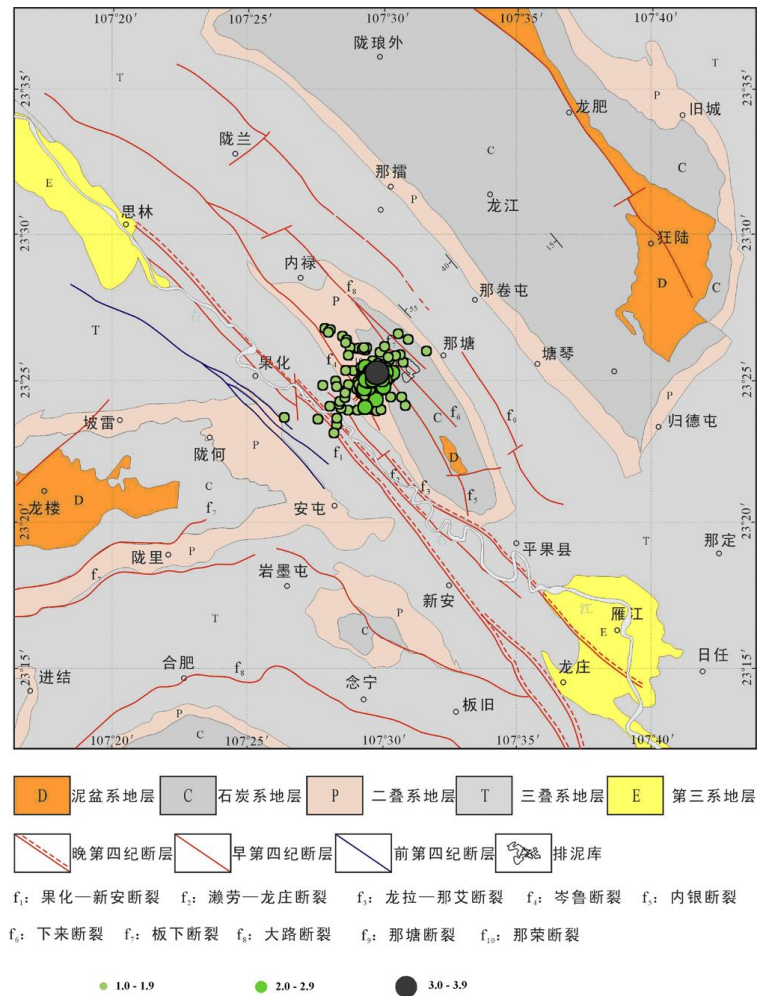 107°20′ 107°25′ 107°30′ 107°35′ 107°40′
陇琅外
T
T
23°35′
23°35′
P
龙肥
旧城
陇兰
C
C
那擂
P
E
龙江
思林
23°30′
23°30′
狂陆
15
40
内禄
f₈
D
C
P
那卷屯
55
T
那塘
塘琴
果化
f₄
23°25′
23°25′
P
坡雷
C
f₆
f₉
归德屯
陇何
P
f₁
D
C
f₂
f₃
f₅
龙楼
D
f₇
安屯
23°20′
23°20′
陇里
P
平果县
T
那定
f₇
岩墨屯
新安
P
江
雁江
T
C
E
合肥
f₈
日任
进结
龙庄
23°15′
23°15′
念宁
板旧
P
C
107°20′ 107°25′ 107°30′ 107°35′ 107°40′
D 泥盆系地层 C 石炭系地层 P 二叠系地层 T 三叠系地层 E 第三系地层
晚第四纪断层 早第四纪断层 前第四纪断层 排泥库
f₁: 果化—新安断裂 f₂: 濑劳—龙庄断裂 f₃: 龙拉—那艾断裂 f₄: 岑鲁断裂 f₅: 内银断裂
f₆: 下来断裂 f₇: 板下断裂 f₈: 大路断裂 f₉: 那塘断裂 f₁₀: 那荣断裂
1.0 - 1.9 2.0 - 2.9 3.0 - 3.9